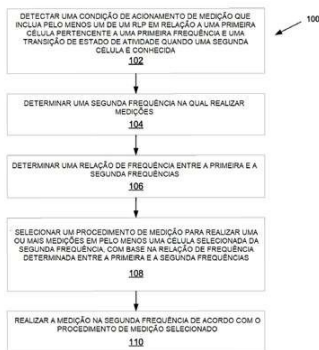 DETECTAR UMA CONDIÇÃO DE ACIONAMENTO DE MEDIÇÃO QUE
INCLUA PELO MENOS UM DE UM RLP EM RELAÇÃO A UMA PRIMEIRA
CÉLULA PERTENCENTE A UMA PRIMEIRA FREQUÊNCIA E UMA
TRANSIÇÃO DE ESTADO DE ATIVIDADE QUANDO UMA SEGUNDA
CÉLULA É CONHECIDA
102
100
DETERMINAR UMA SEGUNDA FREQUÊNCIA NA QUAL REALIZAR
MEDIÇÕES
104
DETERMINAR UMA RELAÇÃO DE FREQUÊNCIA ENTRE A PRIMEIRA E A
SEGUNDA FREQUÊNCIAS
106
SELECIONAR UM PROCEDIMENTO DE MEDIÇÃO PARA REALIZAR UMA
OU MAIS MEDIÇÕES EM PELO MENOS UMA CÉLULA SELECIONADA DA
SEGUNDA FREQUÊNCIA, COM BASE NA RELAÇÃO DE FREQUÊNCIA
DETERMINADA ENTRE A PRIMEIRA E A SEGUNDA FREQUÊNCIAS
108
REALIZAR A MEDIÇÃO NA SEGUNDA FREQUÊNCIA DE ACORDO COM O
PROCEDIMENTO DE MEDIÇÃO SELECIONADO
110